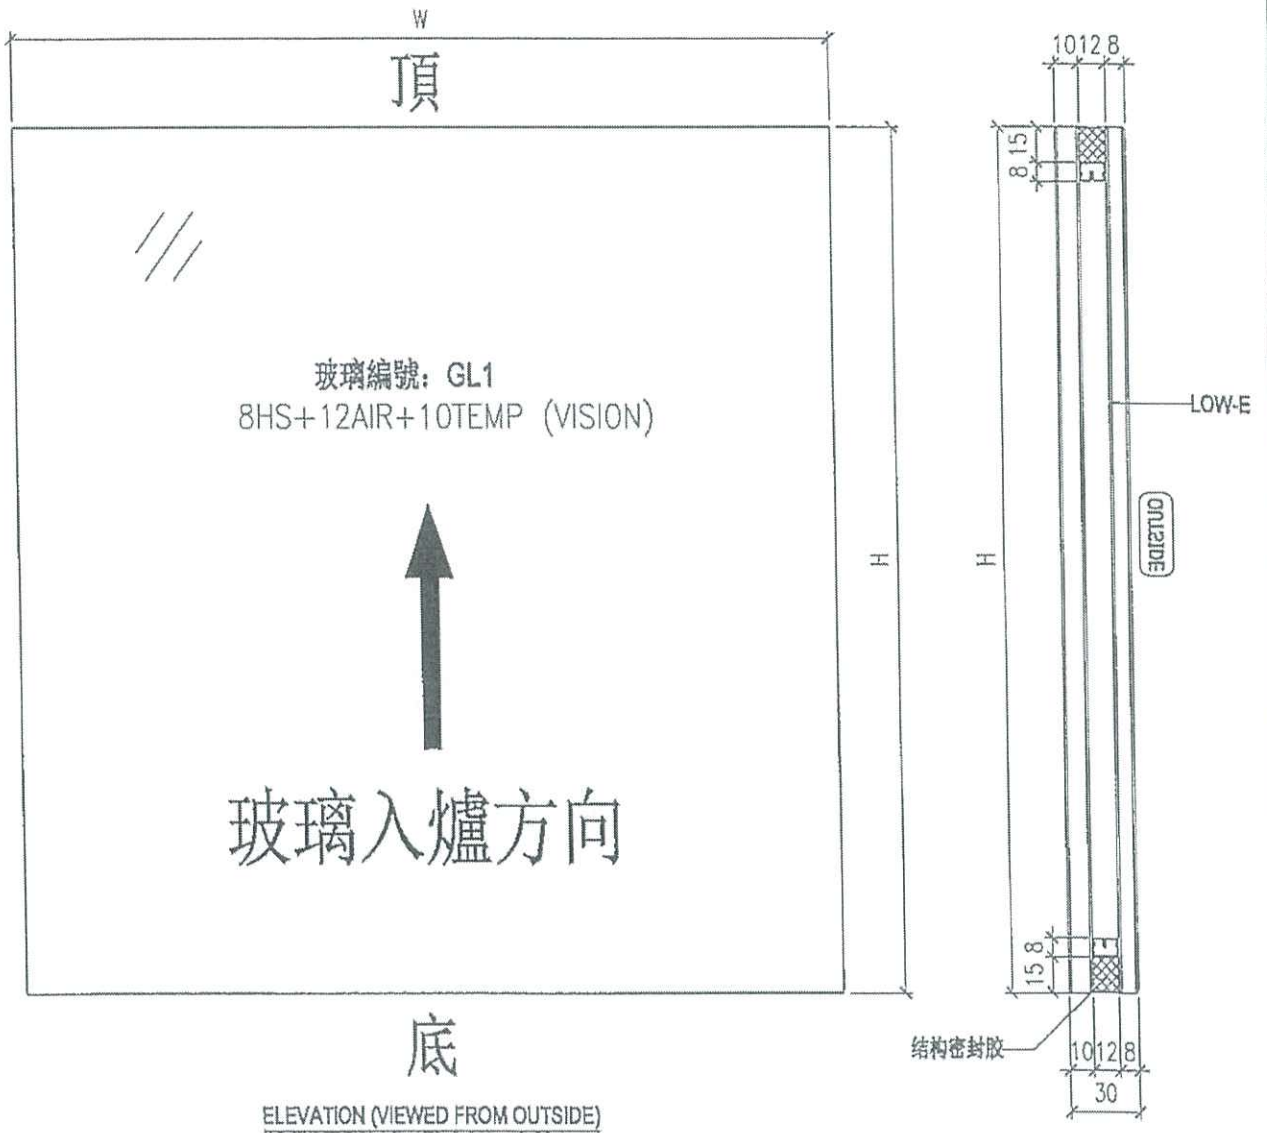 W
頂
玻璃編號：GL1
8HS+12AIR+10TEMP (VISION)
玻璃入爐方向
底
ELEVATION (VIEWED FROM OUTSIDE)
H
H
10 12 8
15
8
LOW-E
OUTSIDE
8
15
结构密封胶
10 12 8
30